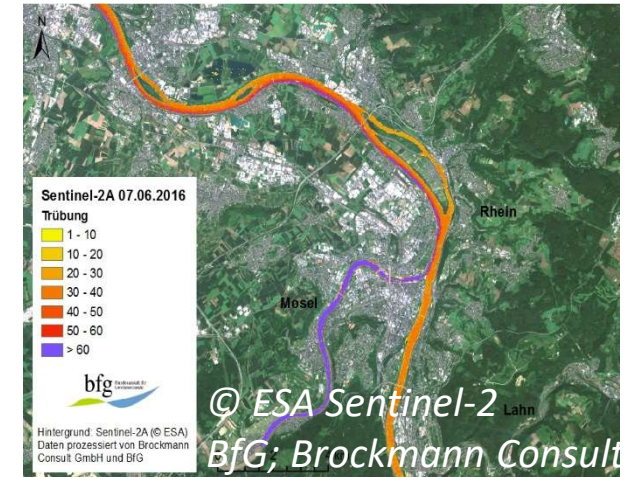 N
Sentinel-2A 07.06.2016
Trübung
1 - 10
10 - 20
20 - 30
30 - 40
40 - 50
50 - 60
> 60
bfg
Hintergrund: Sentinel-2A (© ESA)
Daten prozessiert von Brockmann
Consult GmbH und BfG
Rhein
Mosel
Lahn
© ESA Sentinel-2
BfG; Brockmann Consult